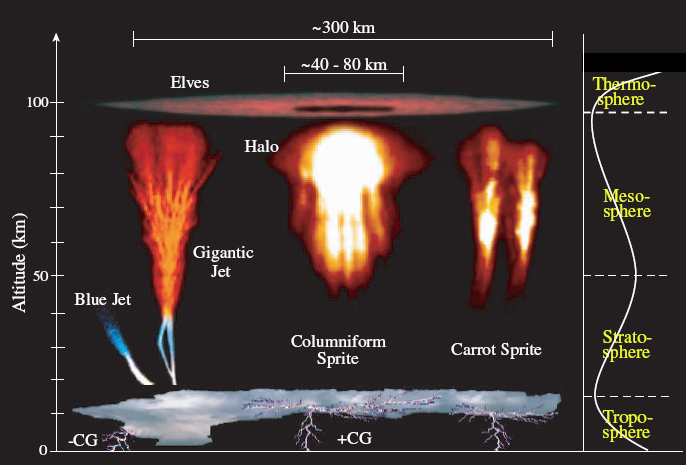 ~300 km
~40 - 80 km
Elves
Thermo-
sphere
100
Halo
Meso-
sphere
Altitude (km)
Gigantic
Jet
50
Blue Jet
Columniform
Sprite
Carrot Sprite
Strato-
sphere
Tropo-
sphere
-CG
+CG
0